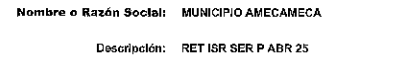 Nombre o Razón Social: MUNICIPIO AMECAMECA
Descripción: RET ISR SER P ABR 25